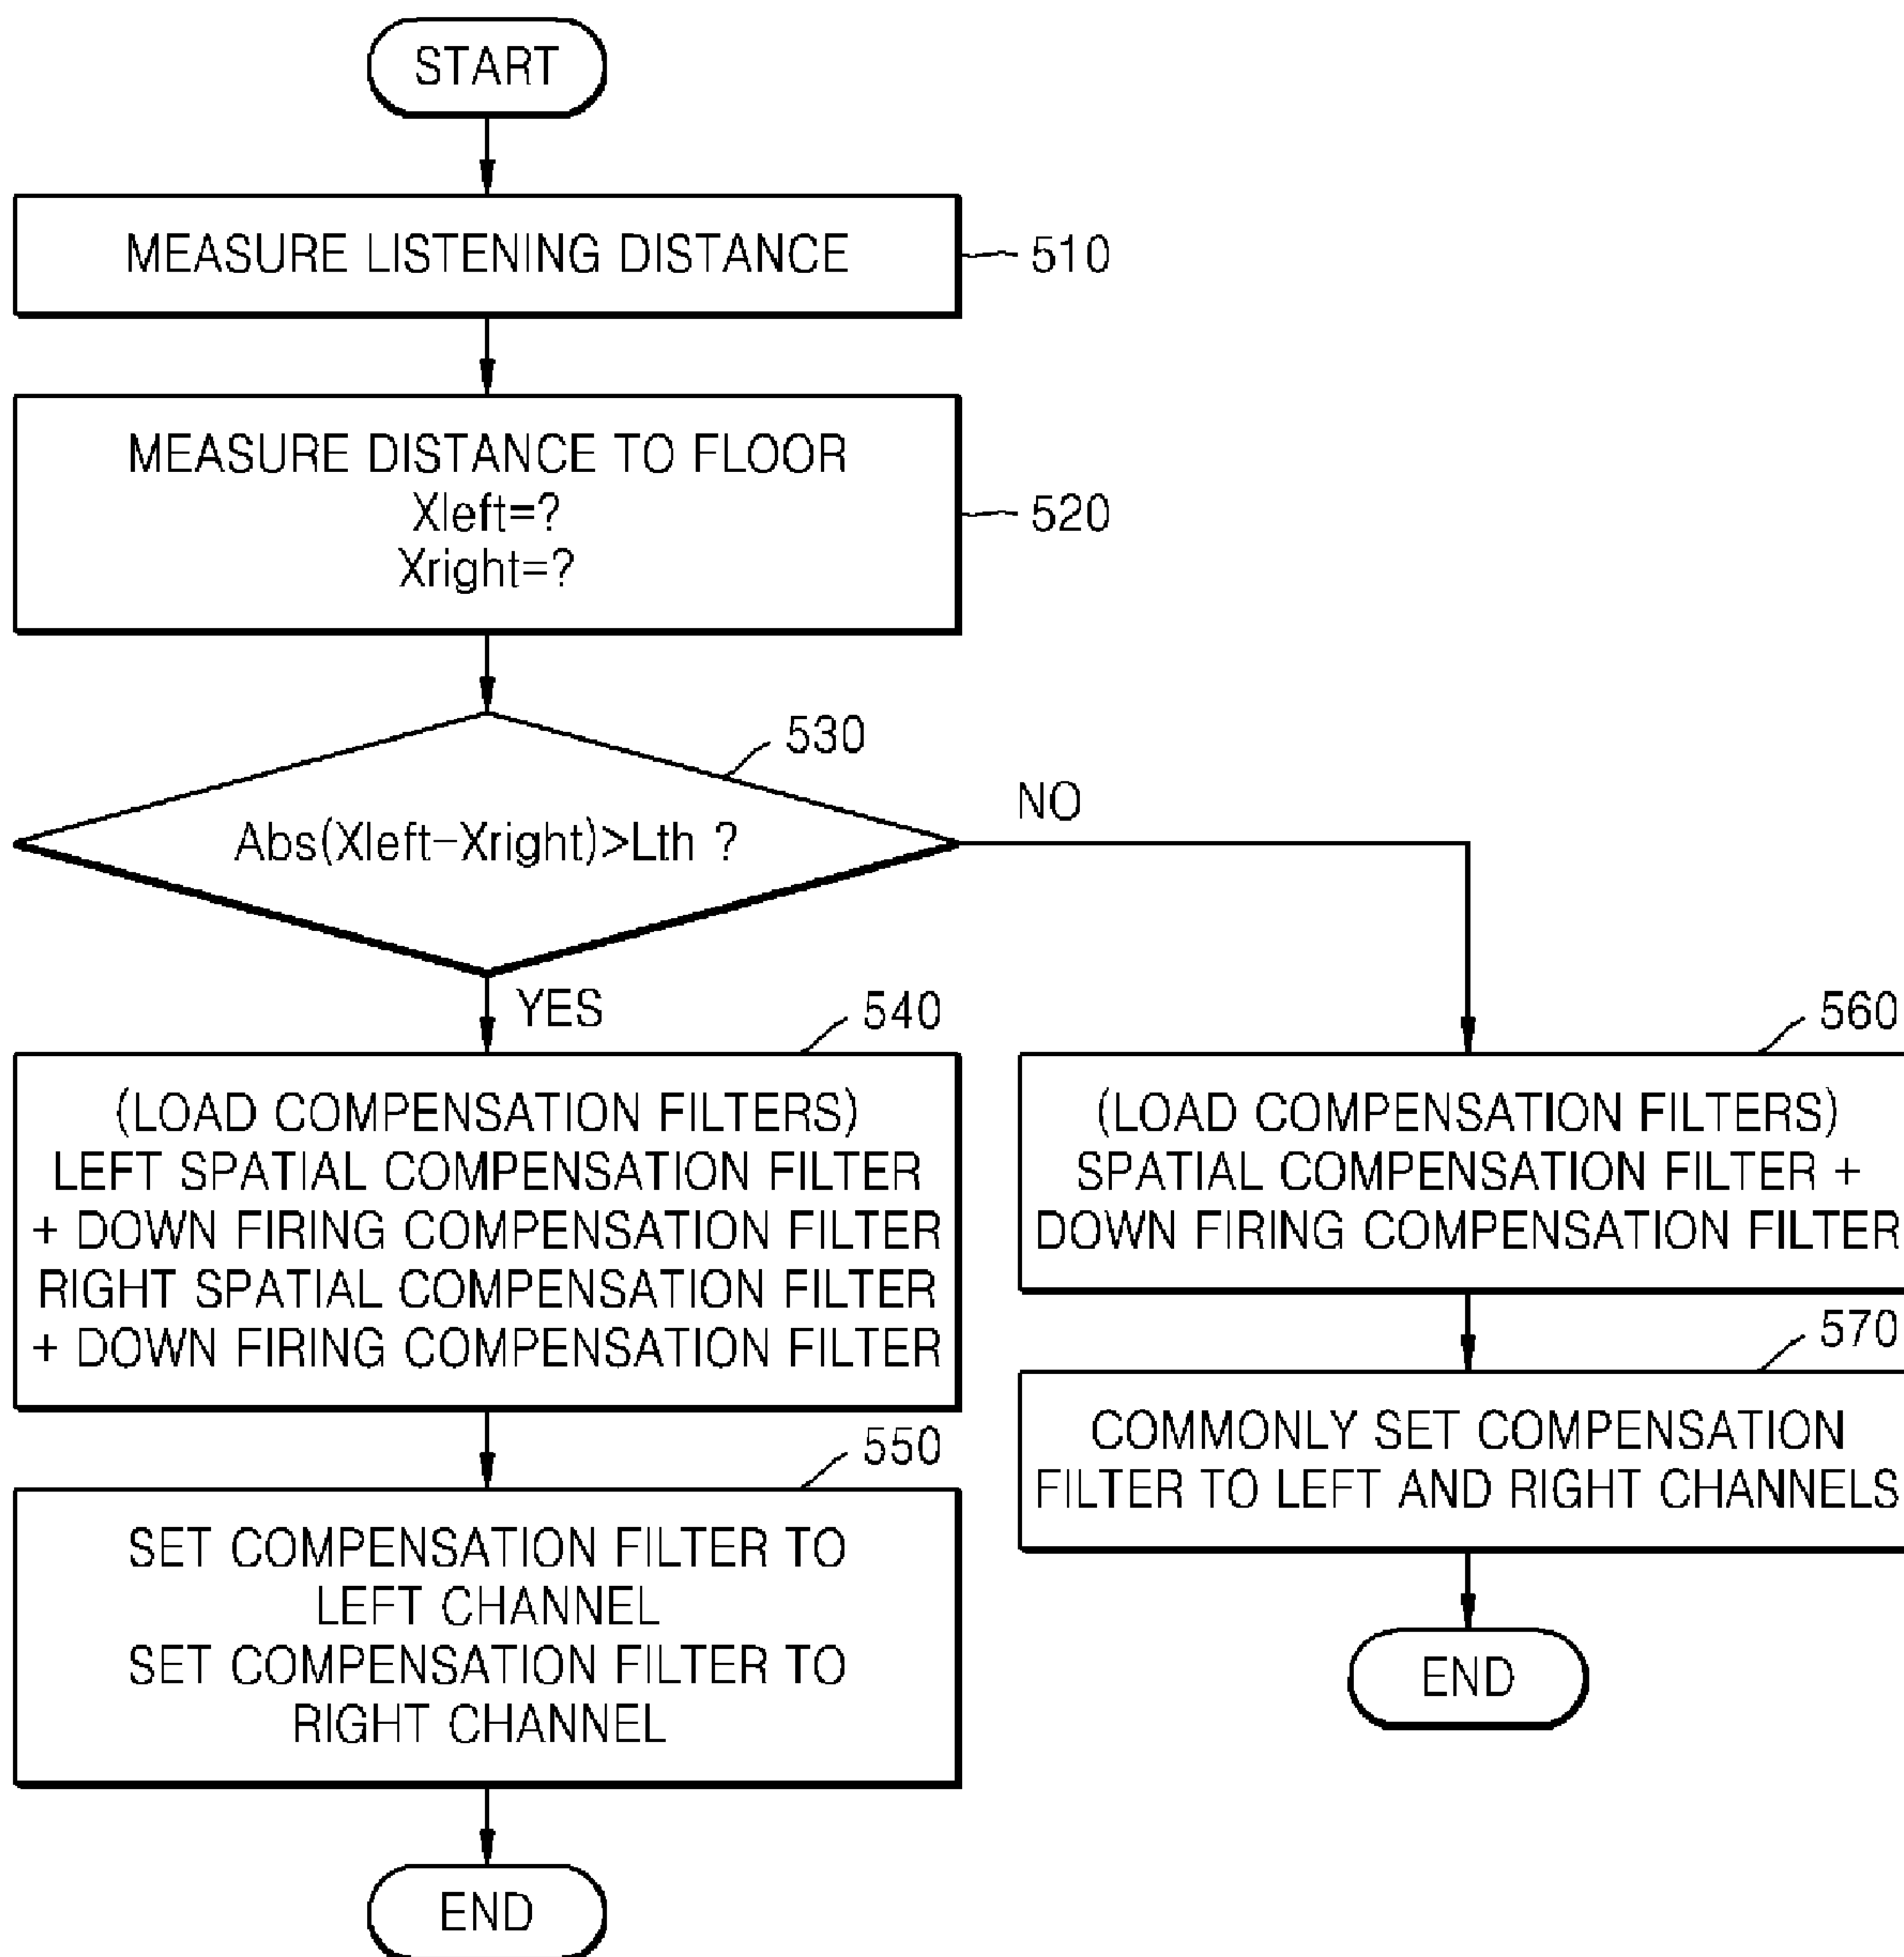 START
MEASURE LISTENING DISTANCE
510
MEASURE DISTANCE TO FLOOR
Xleft=?
Xright=?
520
530
Abs(Xleft-Xright)>Lth ?
NO
YES
540
(LOAD COMPENSATION FILTERS)
LEFT SPATIAL COMPENSATION FILTER
+ DOWN FIRING COMPENSATION FILTER
RIGHT SPATIAL COMPENSATION FILTER
+ DOWN FIRING COMPENSATION FILTER
550
SET COMPENSATION FILTER TO
LEFT CHANNEL
SET COMPENSATION FILTER TO
RIGHT CHANNEL
END
560
(LOAD COMPENSATION FILTERS)
SPATIAL COMPENSATION FILTER +
DOWN FIRING COMPENSATION FILTER
570
COMMONLY SET COMPENSATION
FILTER TO LEFT AND RIGHT CHANNELS
END